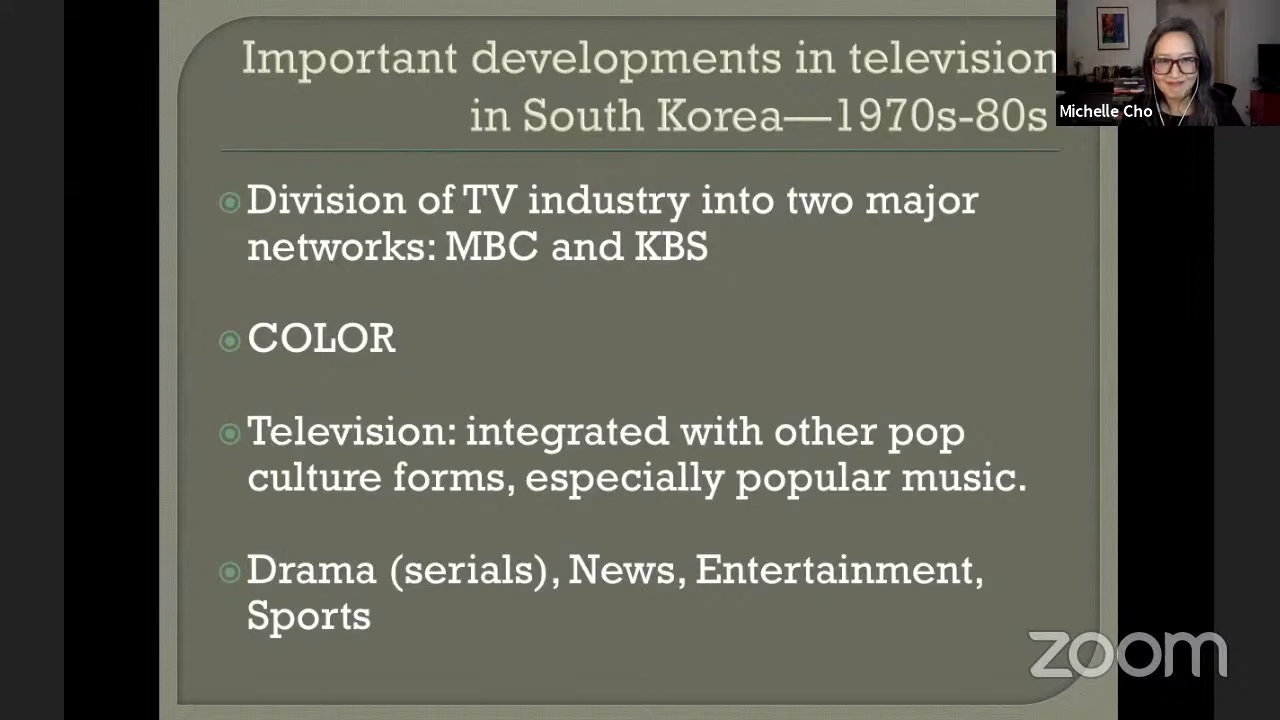 Important developments in television
in South Korea—1970s-80s
Michelle Cho
Division of TV industry into two major
networks: MBC and KBS
COLOR
Television: integrated with other pop
culture forms, especially popular music.
Drama (serials), News, Entertainment,
Sports
zoom